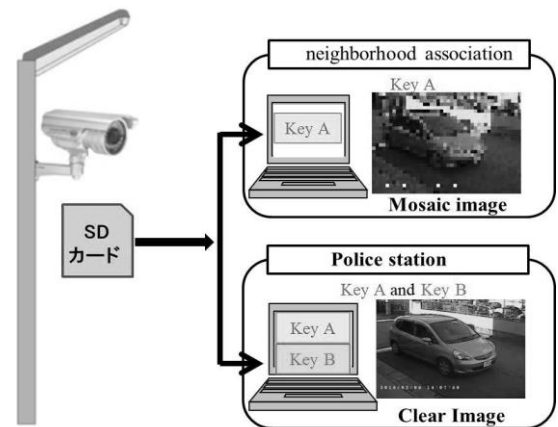 neighborhood association
Key A
Key A
Mosaic image
SD
カード
Police station
Key A and Key B
Key A
Key B
Clear Image